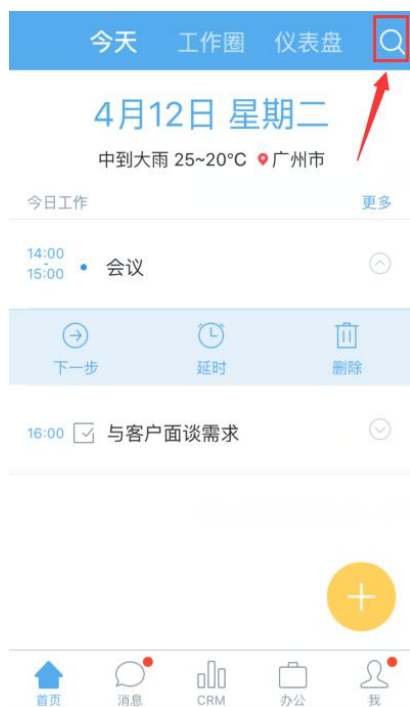 今天 工作圈 仪表盘
4月12日 星期二
中到大雨 25~20°C 广州市
今日工作 更多
14:00
-
15:00 会议
下一步 延时 删除
16:00 与客户面谈需求
首页 消息 CRM 办公 我